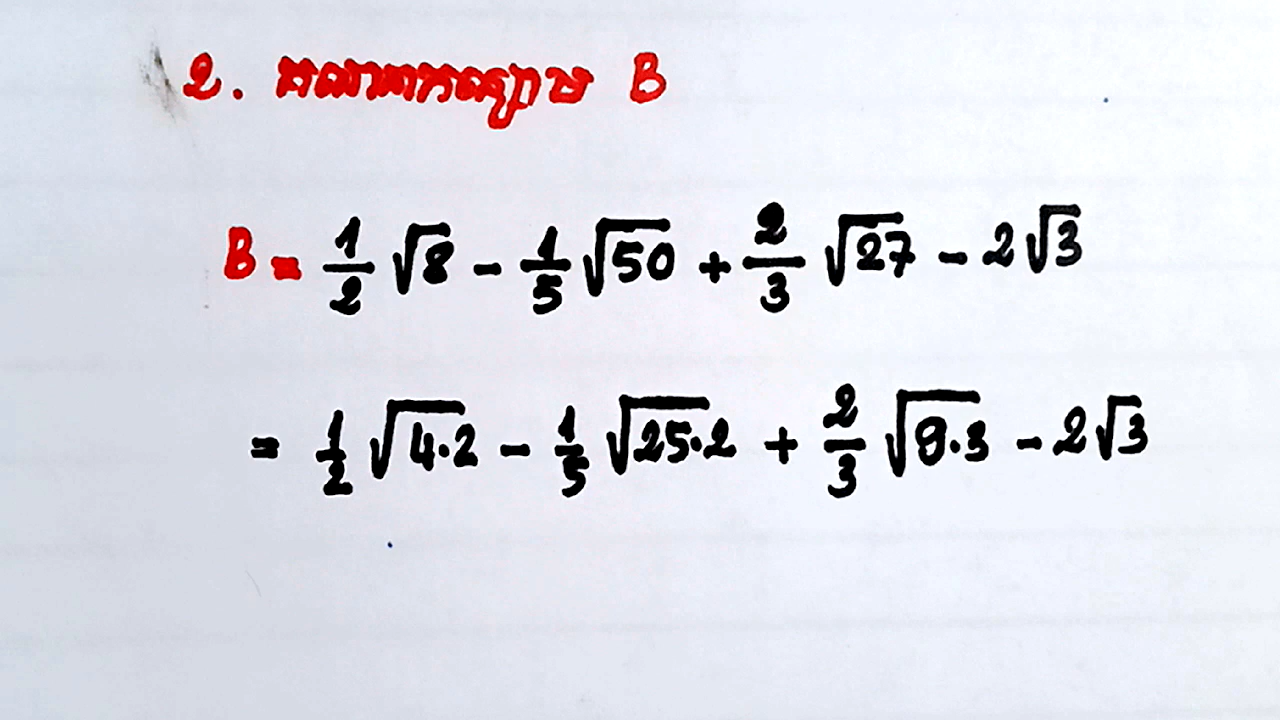 2. គណនាកន្សោម B
B = 1/2 √8 - 1/5 √50 + 2/3 √27 - 2√3
= 1/2 √4.2 - 1/5 √25.2 + 2/3 √9.3 - 2√3